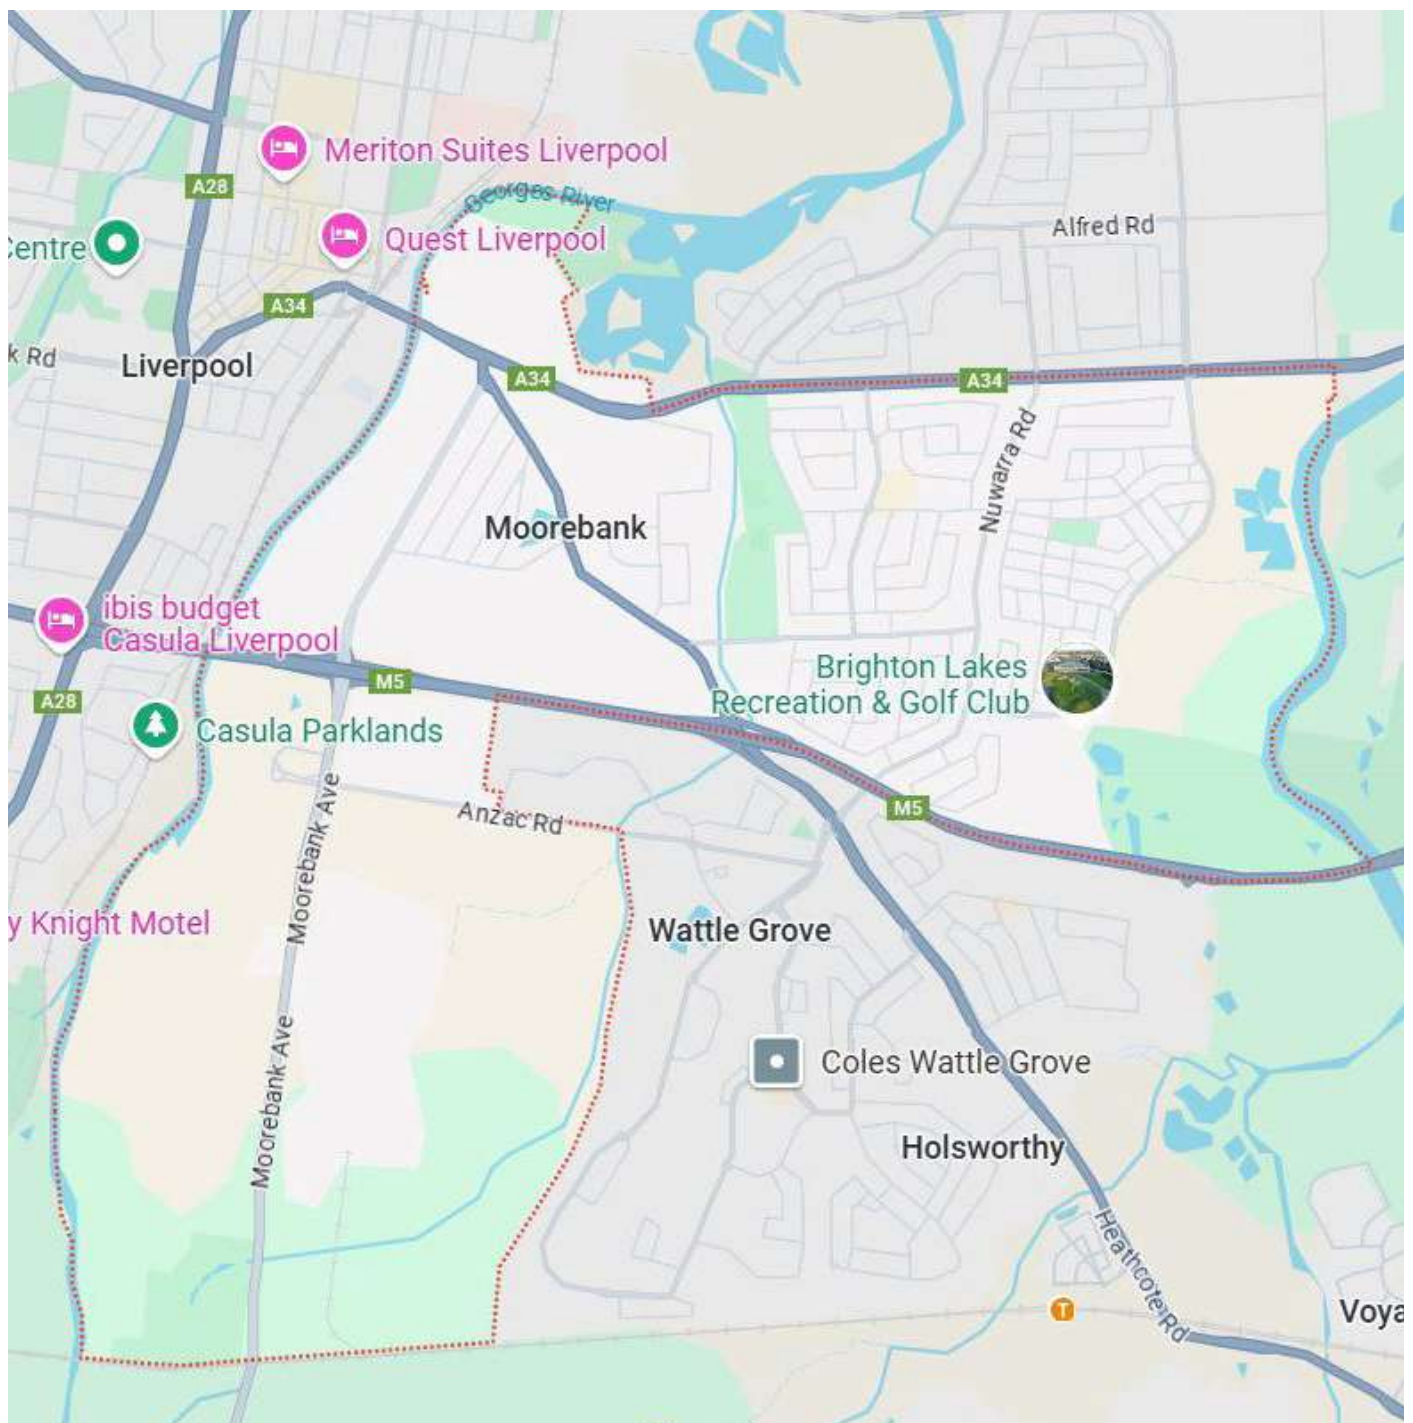 Meriton Suites Liverpool
A28
Georges River
Alfred Rd
Quest Liverpool
Centre
A34
k Rd
Liverpool
A34
A34
Nuwarra Rd
Moorebank
ibis budget
Casula Liverpool
Brighton Lakes
Recreation & Golf Club
M5
A28
Casula Parklands
Moorebank Ave
Anzac Rd
M5
y Knight Motel
Wattle Grove
Moorebank Ave
Coles Wattle Grove
Holsworthy
Heathcote Rd
T
Voya